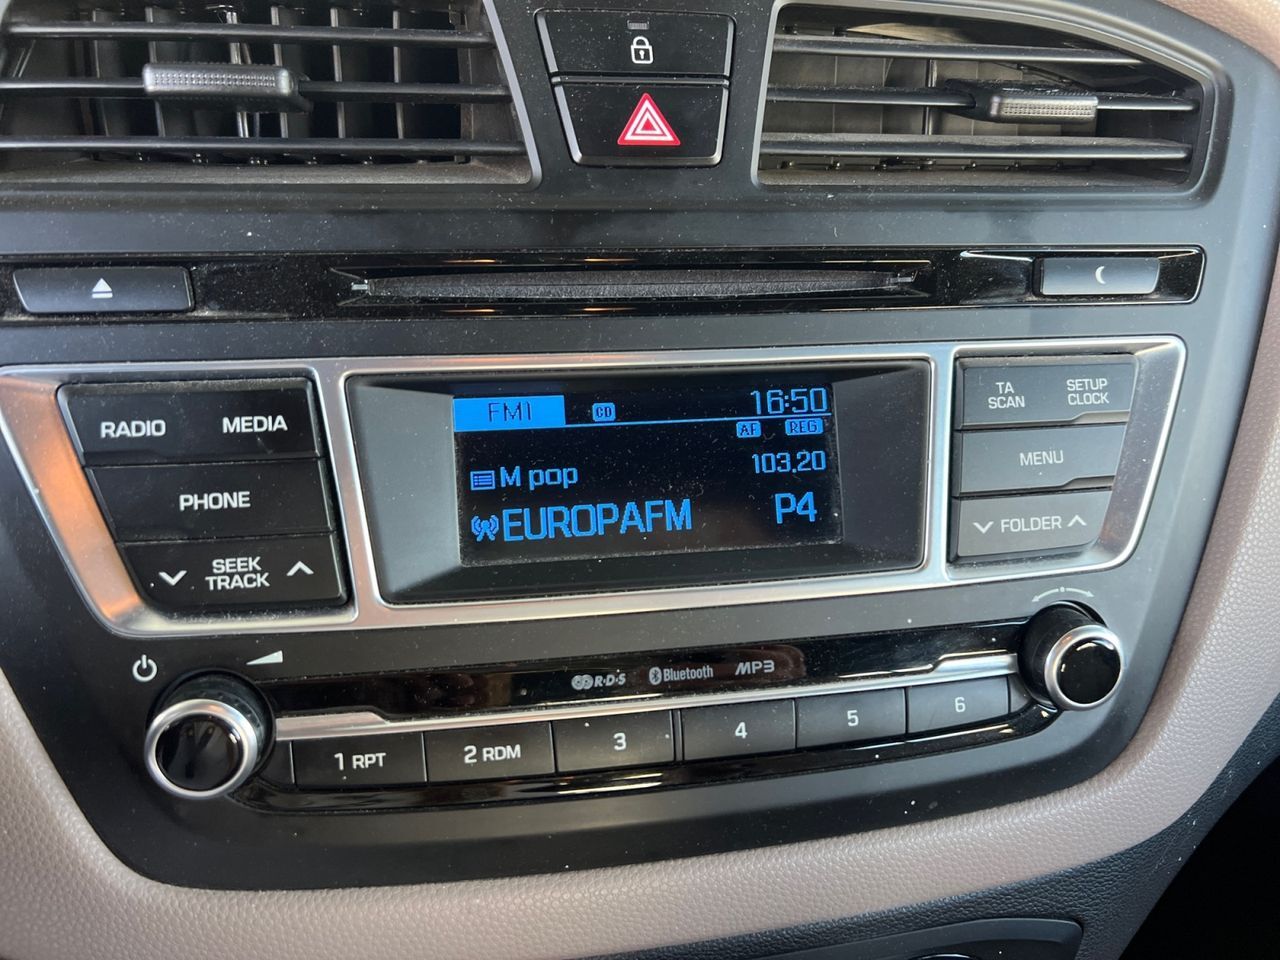 RADIO MEDIA
PHONE
SEEK
TRACK
FM1 CD 16:50
AF REG
M pop 103.20
EUROPAFM P4
TA
SCAN
SETUP
CLOCK
MENU
FOLDER
R·D·S Bluetooth MP3
1 RPT 2 RDM 3 4 5 6